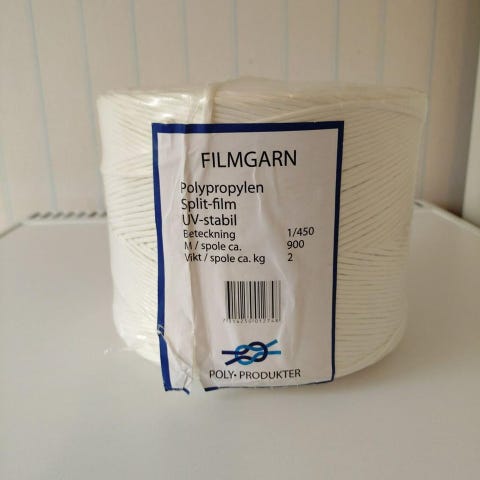 FILMGARN
Polypropylen
Split-film
UV-stabil
Beteckning 1/450
M / spole ca. 900
Vikt / spole ca. kg 2
POLY•PRODUKTER